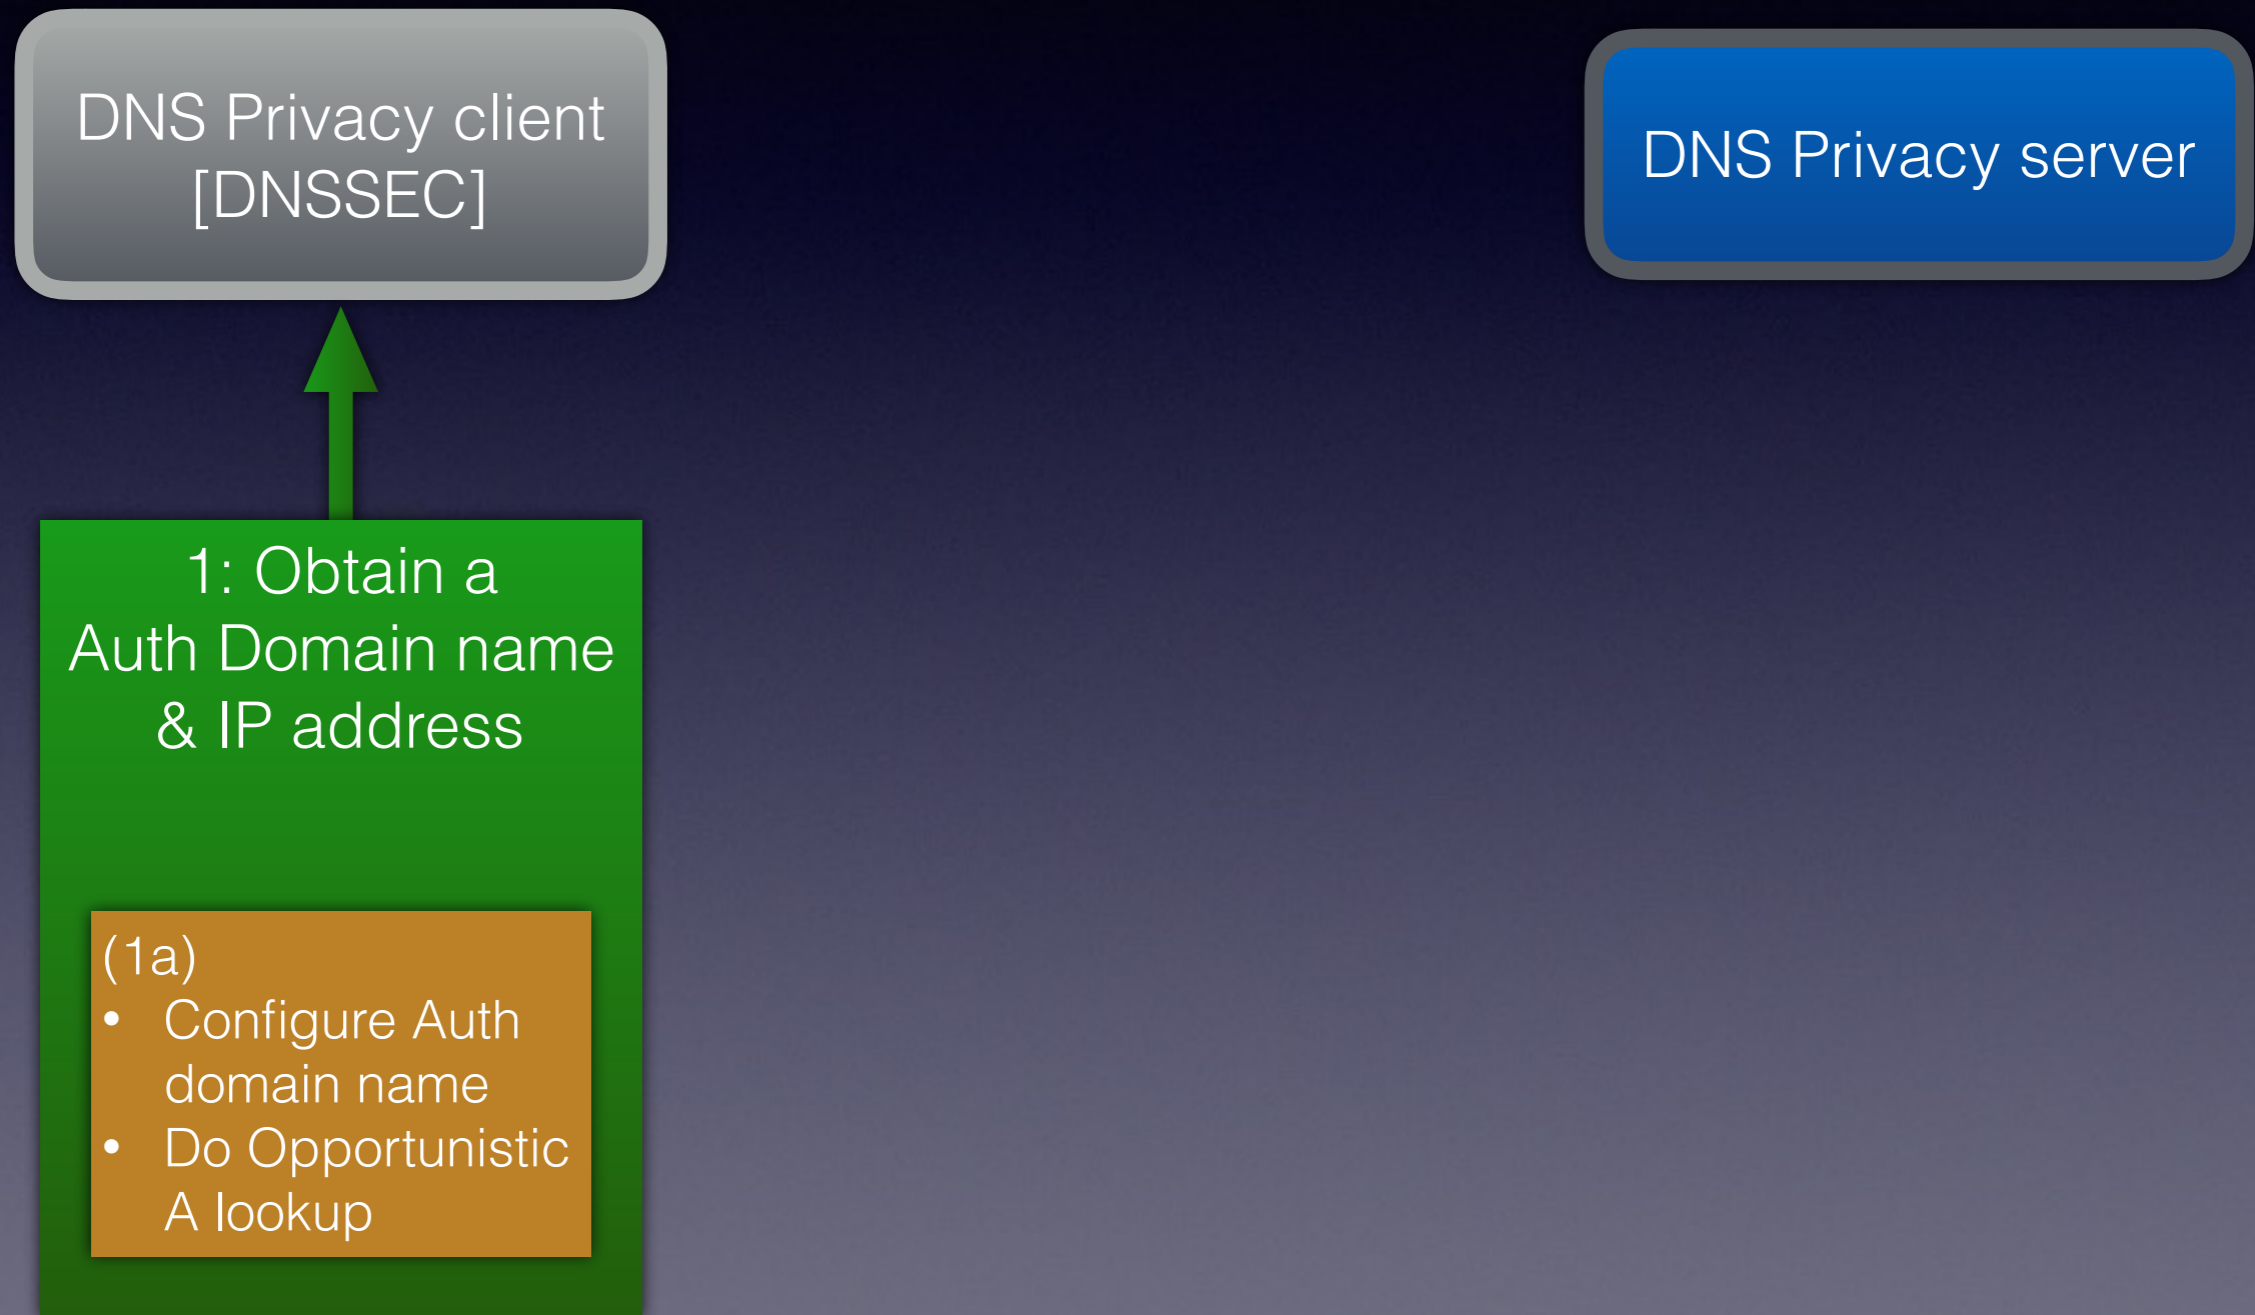 DNS Privacy client
[DNSSEC]
DNS Privacy server
1: Obtain a
Auth Domain name
& IP address
(1a)
• Configure Auth
domain name
• Do Opportunistic
A lookup